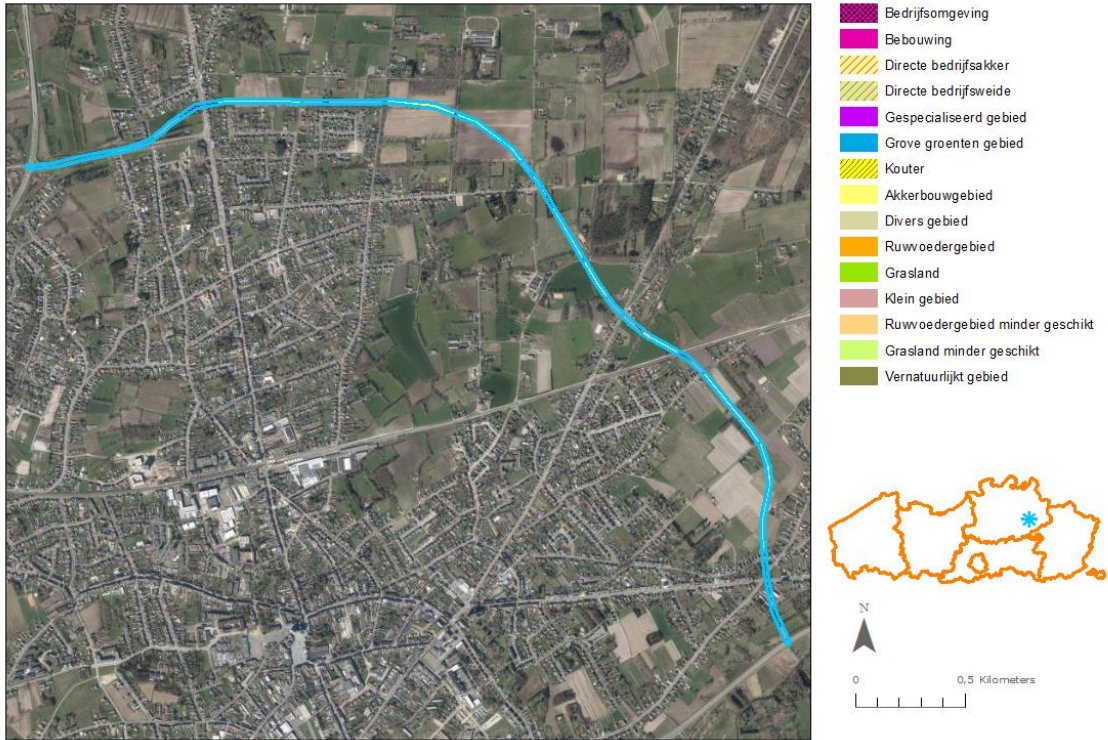 Bedrijfsomgeving
Bebouwing
Directe bedrijfsakker
Directe bedrijfsweide
Gespecialiseerd gebied
Grove groenten gebied
Kouter
Akkerbouwgebied
Divers gebied
Ruwvoedergebied
Grasland
Klein gebied
Ruwvoedergebied minder geschikt
Grasland minder geschikt
Vernatuurlijkt gebied
N
0 0,5 Kilometers